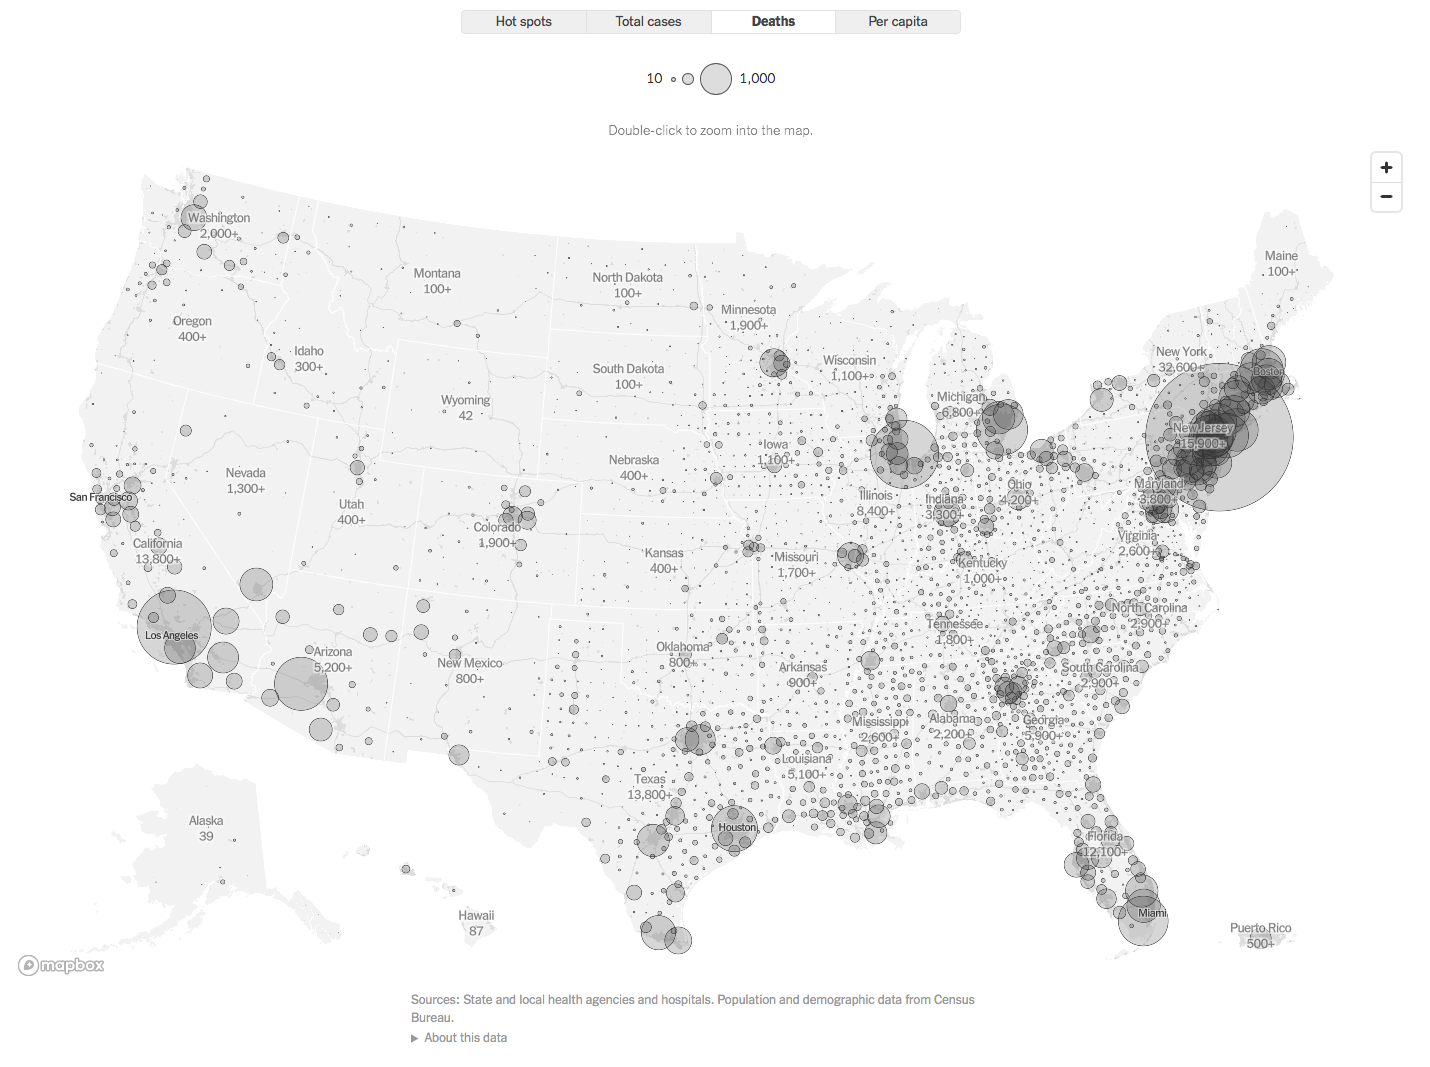 Hot spots
Total cases
Deaths
Per capita
10
1,000
Double-click to zoom into the map.
+
−
Washington
2,000+
Montana
100+
North Dakota
100+
Minnesota
1,900+
Maine
100+
Oregon
400+
Idaho
300+
South Dakota
100+
Wisconsin
1,100+
New York
32,600+
Boston
Wyoming
42
Michigan
6,800+
New Jersey
15,900+
Iowa
1,100+
Nebraska
400+
Nevada
1,300+
San Francisco
Utah
400+
Colorado
1,900+
Illinois
8,400+
Indiana
3,300+
Ohio
4,200+
Maryland
3,800+
California
13,800+
Kansas
400+
Missouri
1,700+
Kentucky
1,000+
Virginia
2,600+
Los Angeles
Arizona
5,200+
New Mexico
800+
Oklahoma
800+
Arkansas
900+
Tennessee
1,800+
North Carolina
2,900+
South Carolina
2,900+
Mississippi
2,600+
Alabama
2,200+
Georgia
5,900+
Texas
13,800+
Louisiana
5,100+
Houston
Florida
12,100+
Miami
Alaska
39
Hawaii
87
Puerto Rico
500+
mapbox
Sources: State and local health agencies and hospitals. Population and demographic data from Census
Bureau.
About this data